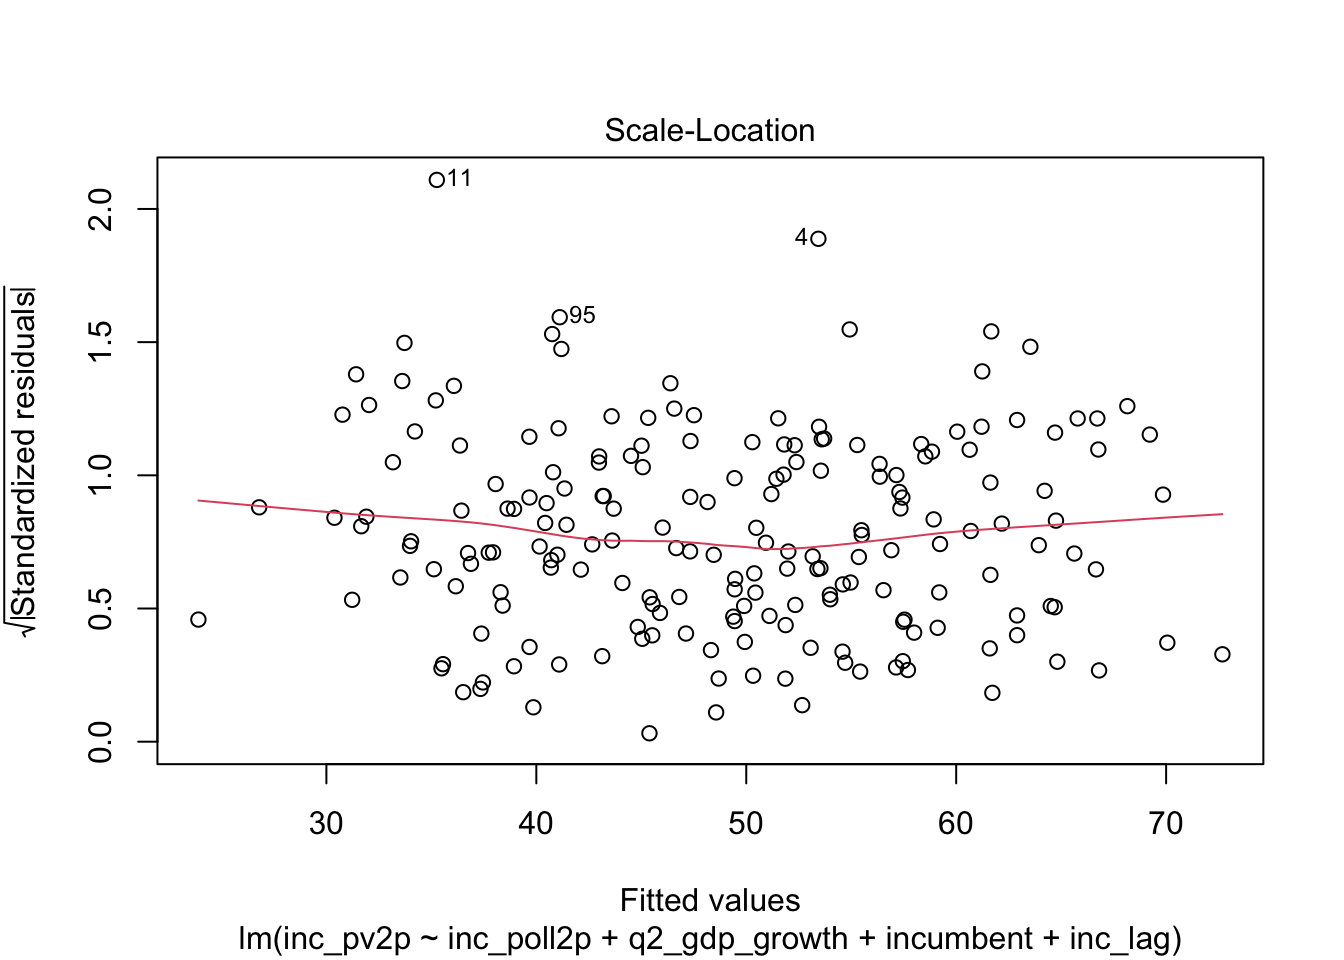 Scale-Location
11
4
95
2.0
1.5
1.0
0.5
0.0
√|Standardized residuals|
30 40 50 60 70
Fitted values
lm(inc_pv2p ~ inc_poll2p + q2_gdp_growth + incumbent + inc_lag)